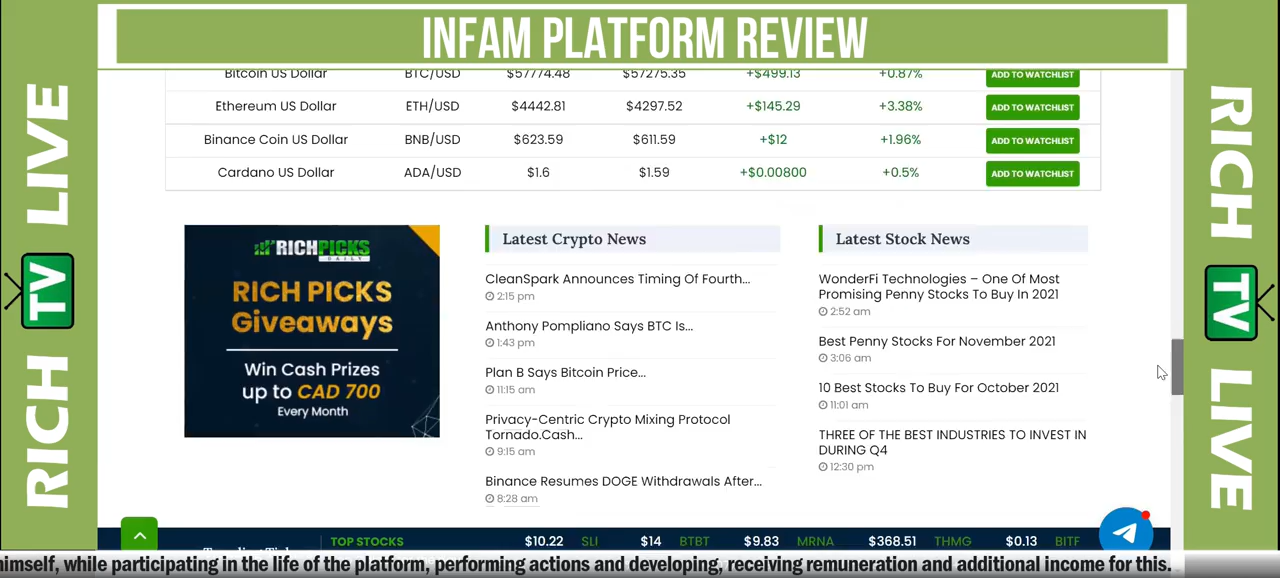 INFAM PLATFORM REVIEW
RICH TV LIVE
Bitcoin US Dollar BTC/USD $57774.48 $57275.35 +$499.13 +0.87% ADD TO WATCHLIST
Ethereum US Dollar ETH/USD $4442.81 $4297.52 +$145.29 +3.38% ADD TO WATCHLIST
Binance Coin US Dollar BNB/USD $623.59 $611.59 +$12 +1.96% ADD TO WATCHLIST
Cardano US Dollar ADA/USD $1.6 $1.59 +$0.00800 +0.5% ADD TO WATCHLIST
RICHPICKS
DAILY
RICH PICKS
Giveaways
Win Cash Prizes
up to CAD 700
Every Month
Latest Crypto News
CleanSpark Announces Timing Of Fourth...
2:15 pm
Anthony Pompliano Says BTC Is...
1:43 pm
Plan B Says Bitcoin Price...
11:15 am
Privacy-Centric Crypto Mixing Protocol
Tornado.Cash...
9:15 am
Binance Resumes DOGE Withdrawals After...
8:28 am
Latest Stock News
WonderFi Technologies – One Of Most
Promising Penny Stocks To Buy In 2021
2:52 am
Best Penny Stocks For November 2021
3:06 am
10 Best Stocks To Buy For October 2021
11:01 am
THREE OF THE BEST INDUSTRIES TO INVEST IN
DURING Q4
12:30 pm
RICH TV LIVE
TOP STOCKS $10.22 SLI $14 BTBT $9.83 MRNA $368.51 THMG $0.13 BITF
himself, while participating in the life of the platform, performing actions and developing, receiving remuneration and additional income for this.